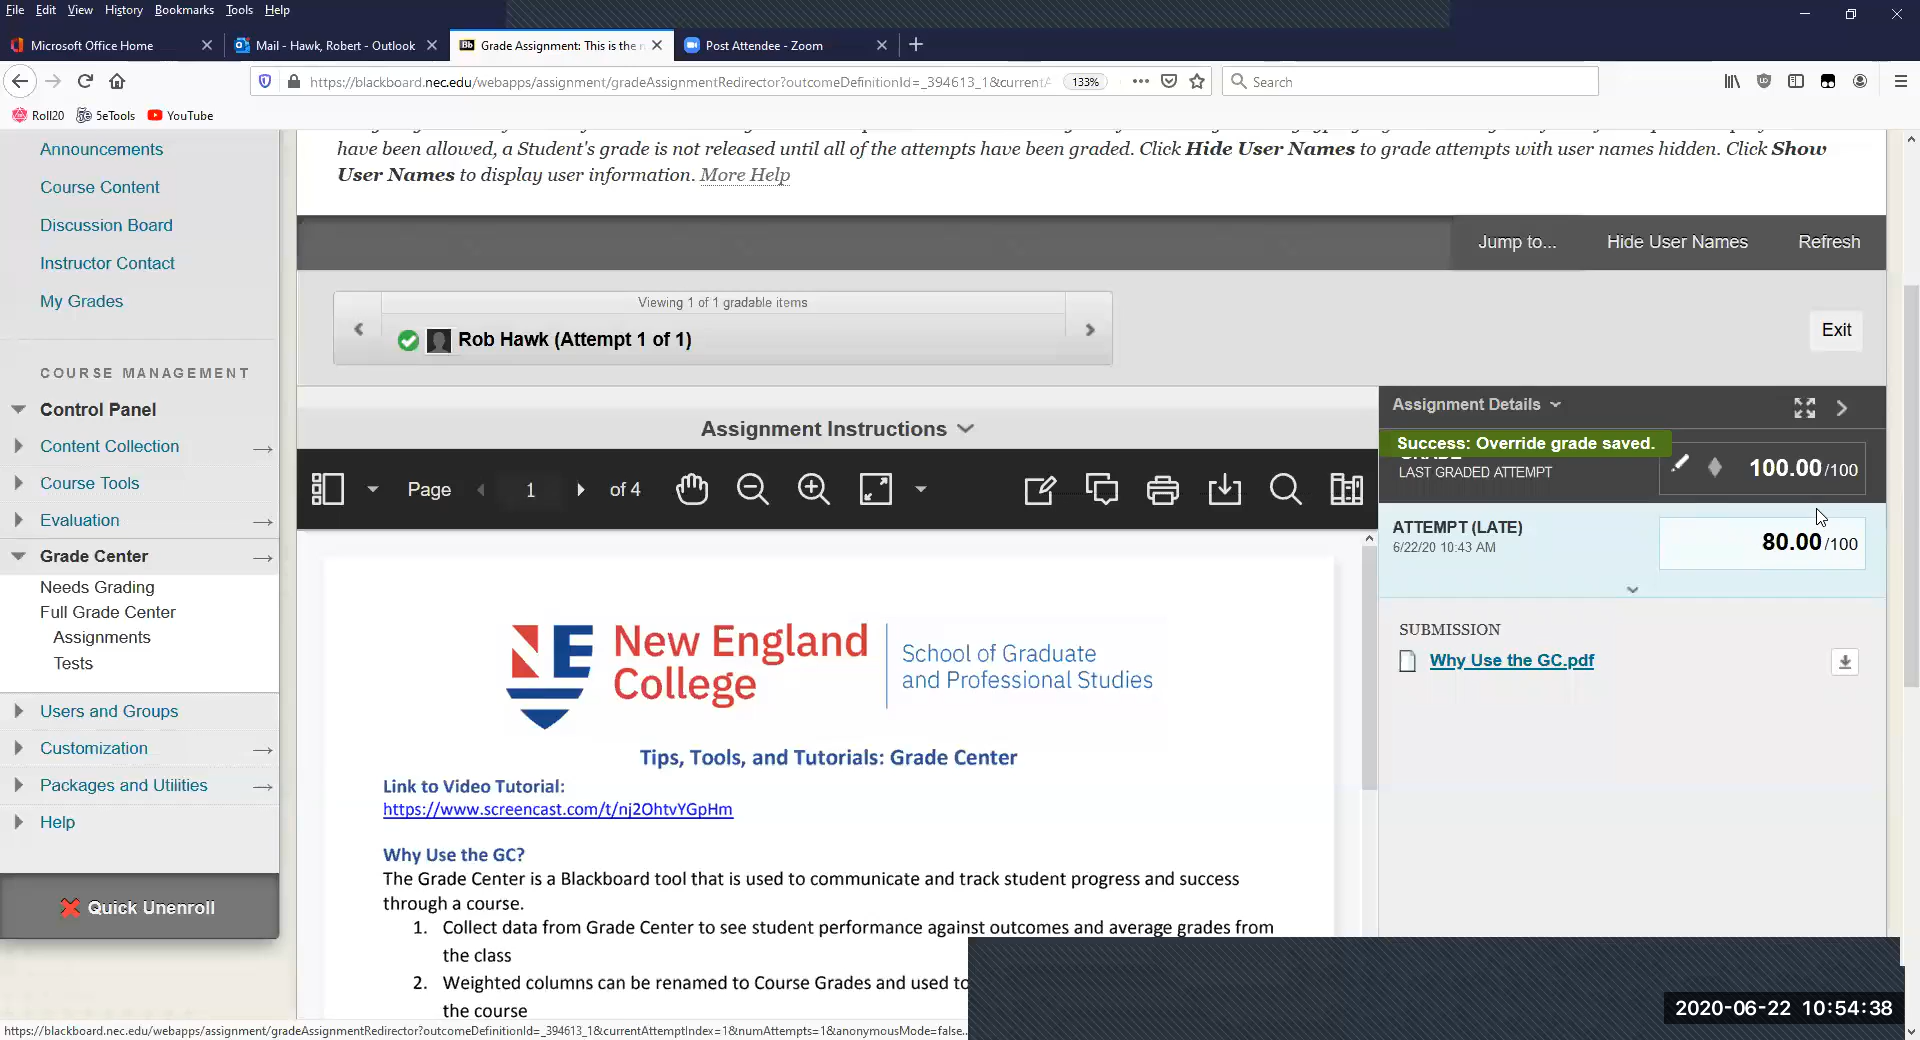 File Edit View History Bookmarks Tools Help
Microsoft Office Home
Mail - Hawk, Robert - Outlook
Grade Assignment: This is the
Post Attendee - Zoom
https://blackboard.nec.edu/webapps/assignment/gradeAssignmentRedirector?outcomeDefinitionId=_394613_1&current
133%
Search
Roll20
5eTools
YouTube
Announcements
Course Content
Discussion Board
Instructor Contact
My Grades
COURSE MANAGEMENT
Control Panel
Content Collection
Course Tools
Evaluation
Grade Center
Needs Grading
Full Grade Center
Assignments
Tests
Users and Groups
Customization
Packages and Utilities
Help
Quick Unenroll
have been allowed, a Student's grade is not released until all of the attempts have been graded. Click Hide User Names to grade attempts with user names hidden. Click Show
User Names to display user information. More Help
Jump to... Hide User Names Refresh
Viewing 1 of 1 gradable items
Rob Hawk (Attempt 1 of 1)
Exit
Assignment Instructions
Page 1 of 4
Assignment Details
Success: Override grade saved.
GRADE
LAST GRADED ATTEMPT
100.00/100
ATTEMPT (LATE)
6/22/20 10:43 AM
80.00/100
SUBMISSION
Why Use the GC.pdf
NE
New England
College
School of Graduate
and Professional Studies
Tips, Tools, and Tutorials: Grade Center
Link to Video Tutorial:
https://www.screencast.com/t/nj2OhtvYGpHm
Why Use the GC?
The Grade Center is a Blackboard tool that is used to communicate and track student progress and success
through a course.
1. Collect data from Grade Center to see student performance against outcomes and average grades from
the class
2. Weighted columns can be renamed to Course Grades and used to
the course
https://blackboard.nec.edu/webapps/assignment/gradeAssignmentRedirector?outcomeDefinitionId=_394613_1&currentAttemptIndex=1&numAttempts=1&anonymousMode=false...
2020-06-22 10:54:38